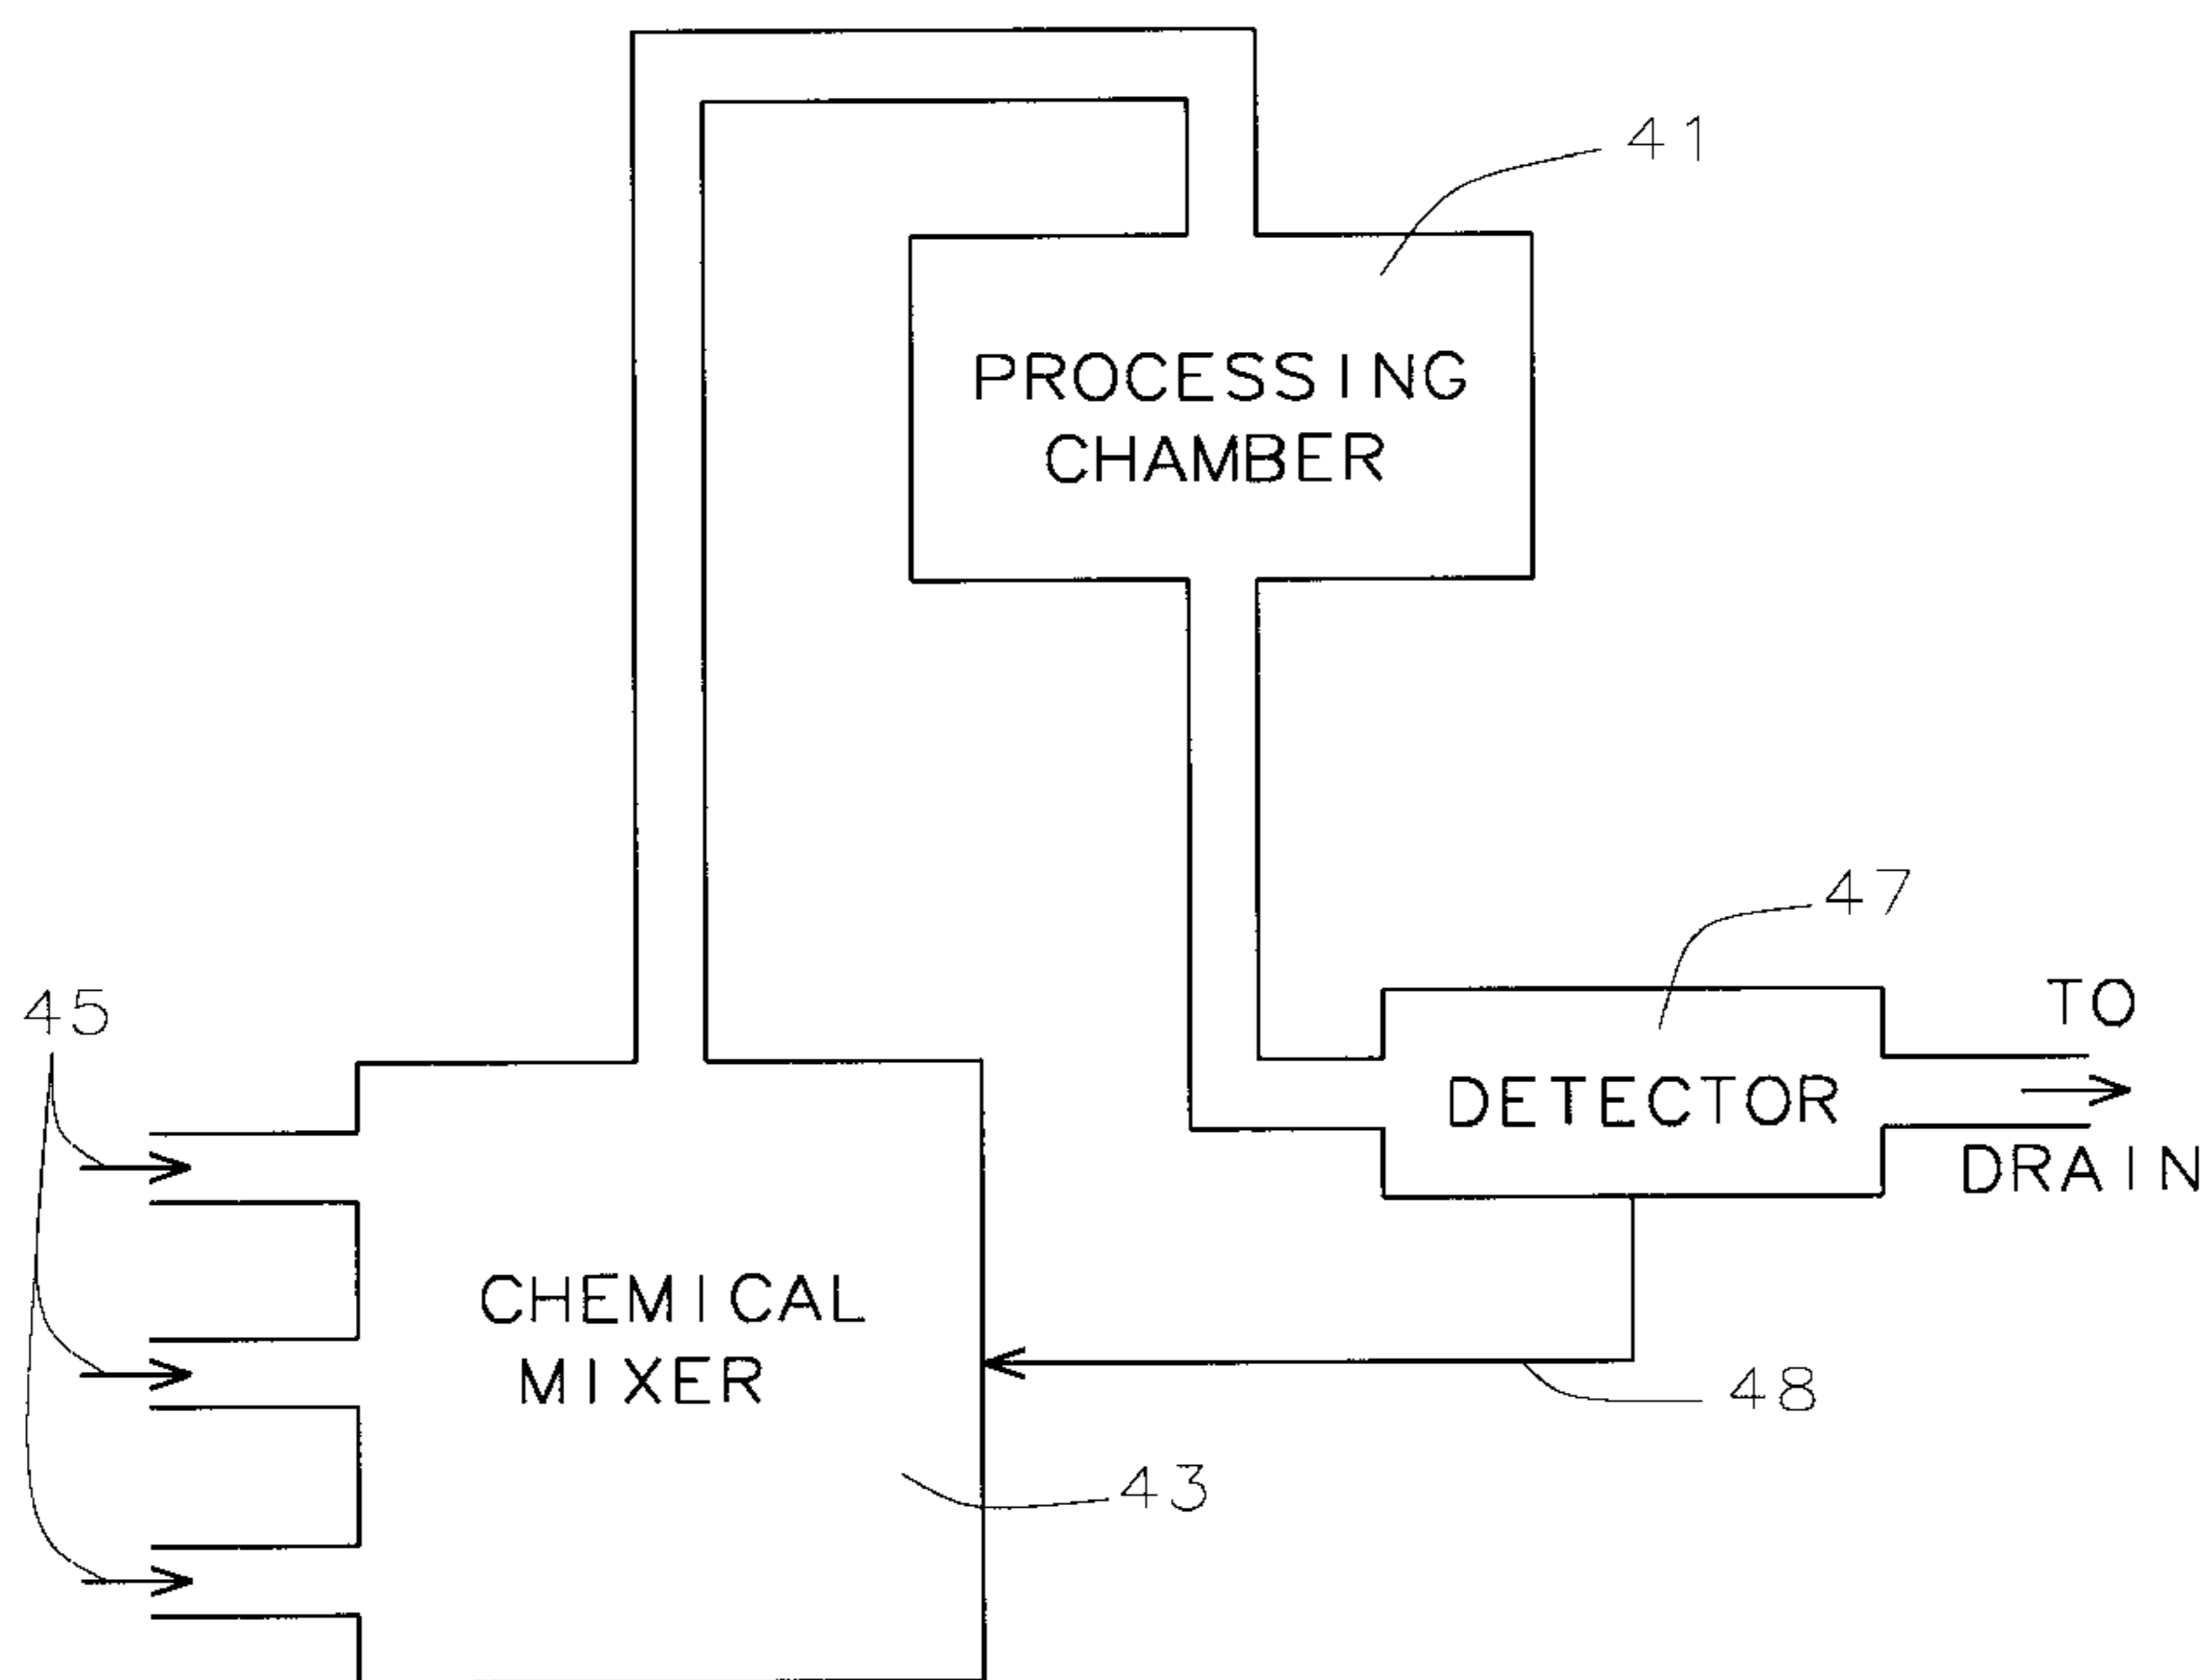 41
PROCESSING
CHAMBER
47
45
TO
DETECTOR
DRAIN
CHEMICAL
MIXER
48
43